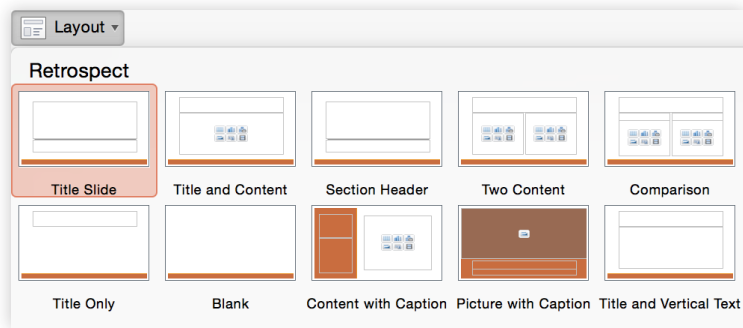 Layout
Retrospect
Title Slide
Title and Content
Section Header
Two Content
Comparison
Title Only
Blank
Content with Caption
Picture with Caption
Title and Vertical Text